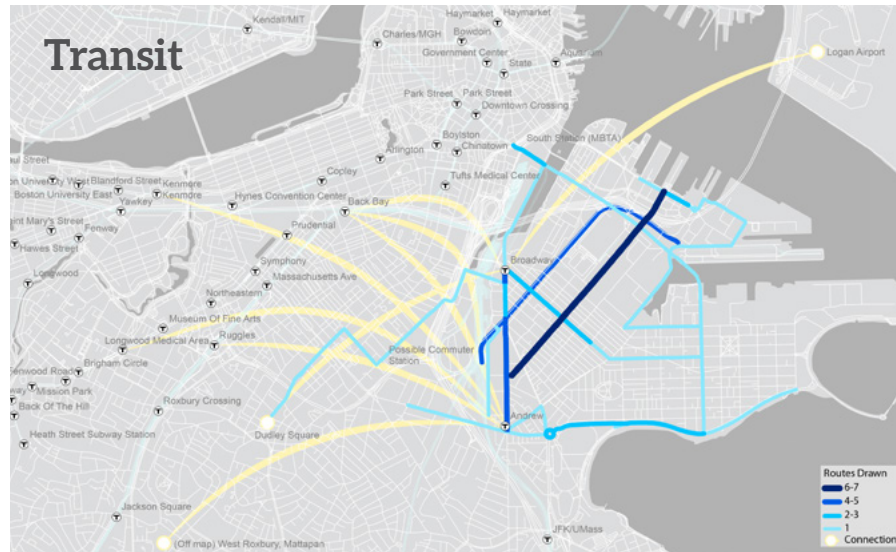 Transit
Kendall/MIT
Haymarket
Haymarket
Charles/MGH
Bowdoin
Government Center
Aquarium
State
Logan Airport
Park Street
Park Street
Downtown Crossing
Boylston
South Station (MBTA)
Chinatown
Arlington
Copley
Tufts Medical Center
Blandford Street
Kenmore
Boston University East
Kenmore
Yawkey
Hynes Convention Center
Back Bay
Mary's Street
Fenway
Prudential
Hawes Street
Symphony
Broadway
Longwood
Massachusetts Ave
Northeastern
Museum Of Fine Arts
Longwood Medical Area
Ruggles
Possible Commuter
Station
Brigham Circle
Fenwood Road
Mission Park
Back Of The Hill
Roxbury Crossing
Andrew
Dudley Square
Heath Street Subway Station
Jackson Square
(Off map) West Roxbury, Mattapan
JFK/UMass
Routes Drawn
6-7
4-5
2-3
1
Connection